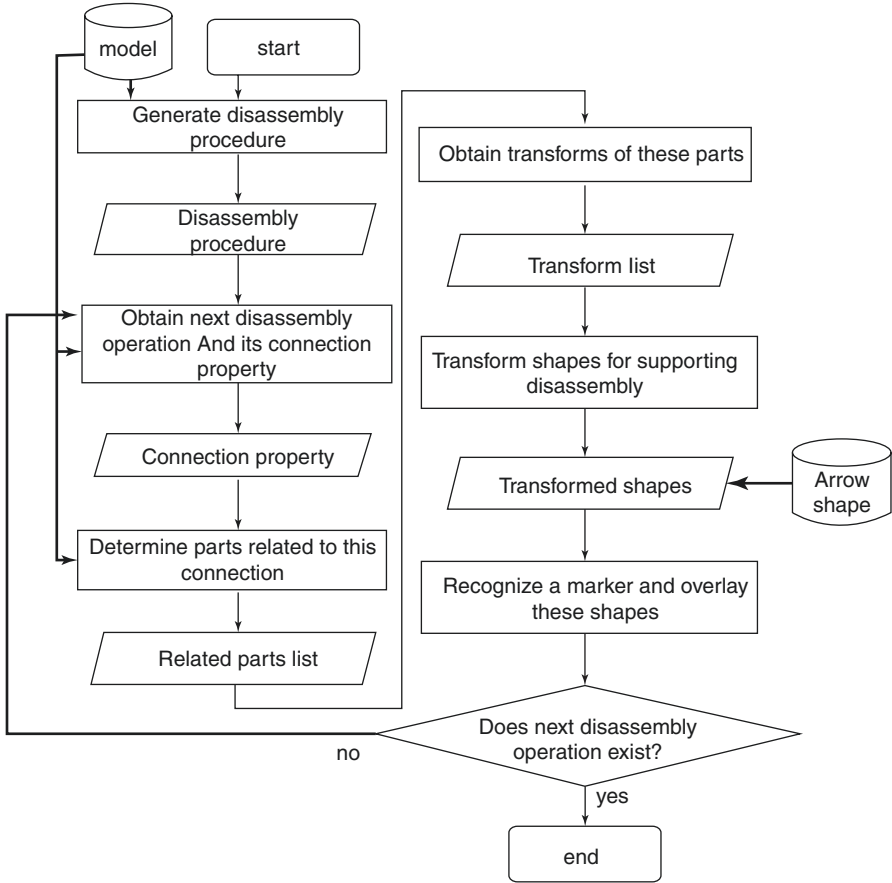 model
start
Generate disassembly
procedure
Disassembly
procedure
Obtain next disassembly
operation And its connection
property
Connection property
Determine parts related to this
connection
Related parts list
Obtain transforms of these parts
Transform list
Transform shapes for supporting
disassembly
Transformed shapes
Arrow
shape
Recognize a marker and overlay
these shapes
Does next disassembly
operation exist?
no
yes
end